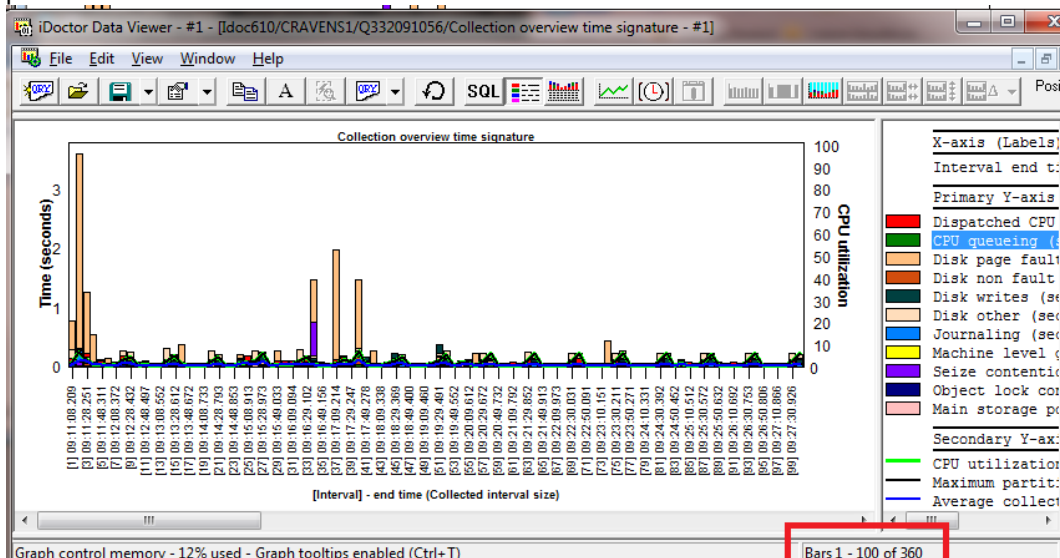 iDoctor Data Viewer - #1 - [Idoc610/CRAVENS1/Q332091056/Collection overview time signature - #1]
File Edit View Window Help
QRY A QRY SQL Posi
Collection overview time signature
Time (seconds)
3
2
1
0
100
90
80
70
60
50
40
30
20
10
0
CPU utilization
[1] 09:11:08:209
[3] 09:11:28.251
[5] 09:11:48.311
[7] 09:12:08.372
[9] 09:12:28.432
[11] 09:12:48.497
[13] 09:13:08.552
[15] 09:13:28.612
[17] 09:13:48.672
[19] 09:14:08.733
[21] 09:14:28.793
[23] 09:14:48.853
[25] 09:15:08.913
[27] 09:15:28.973
[29] 09:15:49.033
[31] 09:16:09.094
[33] 09:16:29.102
[35] 09:16:49.156
[37] 09:17:09.214
[39] 09:17:29.247
[41] 09:17:49.278
[43] 09:18:09.339
[45] 09:18:29.369
[47] 09:18:49.400
[49] 09:19:09.460
[51] 09:19:29.491
[53] 09:19:49.552
[55] 09:20:09.612
[57] 09:20:29.672
[59] 09:20:49.732
[61] 09:21:09.792
[63] 09:21:29.852
[65] 09:21:49.913
[67]
[69] 09:22:30.031
[71] 09:22:50.091
[73] 09:23:10.151
[75] 09:23:30.211
[77] 09:23:50.271
[79] 09:24:10.331
[81] 09:24:30.392
[83] 09:24:50.452
[85] 09:25:10.512
[87] 09:25:30.572
[89] 09:25:50.632
[91] 09:26:10.692
[93] 09:26:30.753
[95] 09:26:50.806
[97] 09:27:10.866
[99] 09:27:30.926
[Interval] - end time (Collected interval size)
X-axis (Labels)
Interval end ti
Primary Y-axis
Dispatched CPU
CPU queueing (s
Disk page fault
Disk non fault
Disk writes (se
Disk other (sec
Journaling (sec
Machine level g
Seize contentio
Object lock con
Main storage po
Secondary Y-axi
CPU utilization
Maximum partit
Average collect
Graph control memory - 12% used - Graph tooltips enabled (Ctrl+T)
Bars 1 - 100 of 360